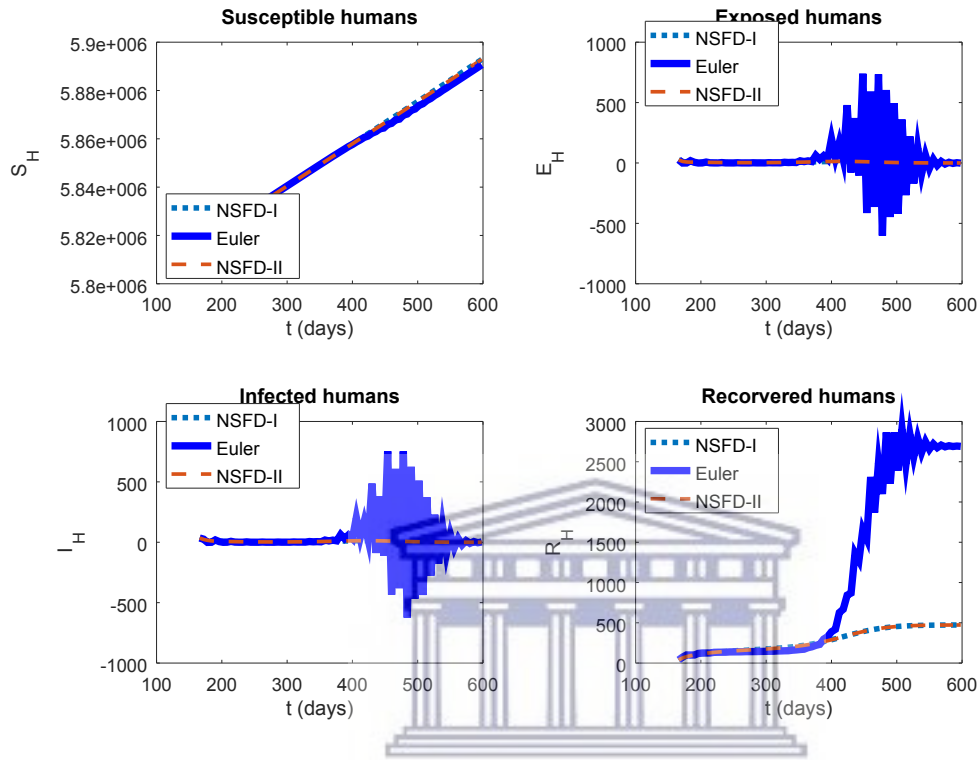 Susceptible humans
5.9e+006
5.88e+006
5.86e+006
5.84e+006
5.82e+006
5.8e+006
S_H
NSFD-I
Euler
NSFD-II
100 200 300 400 500 600
t (days)
Exposed humans
1000
500
0
-500
-1000
E_H
NSFD-I
Euler
NSFD-II
100 200 300 400 500 600
t (days)
Infected humans
1000
500
0
-500
-1000
I_H
NSFD-I
Euler
NSFD-II
100 200 300 400 500 600
t (days)
Recorvered humans
3000
2500
2000
1500
1000
500
0
R_H
NSFD-I
Euler
NSFD-II
100 200 300 400 500 600
t (days)